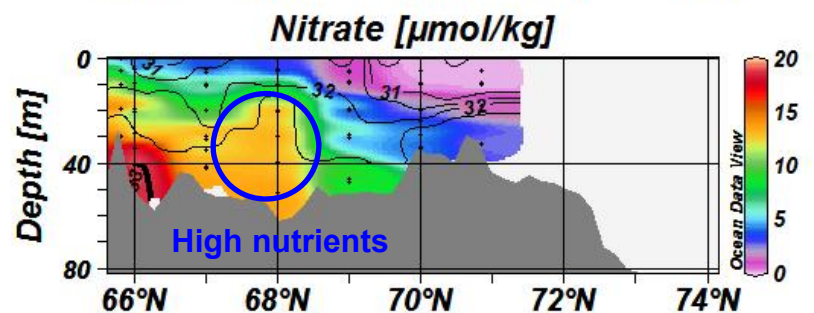 Nitrate [µmol/kg]
Depth [m]
0
40
80
31
32
31
32
33
High nutrients
66°N
68°N
70°N
72°N
74°N
20
15
10
5
0
Ocean Data View